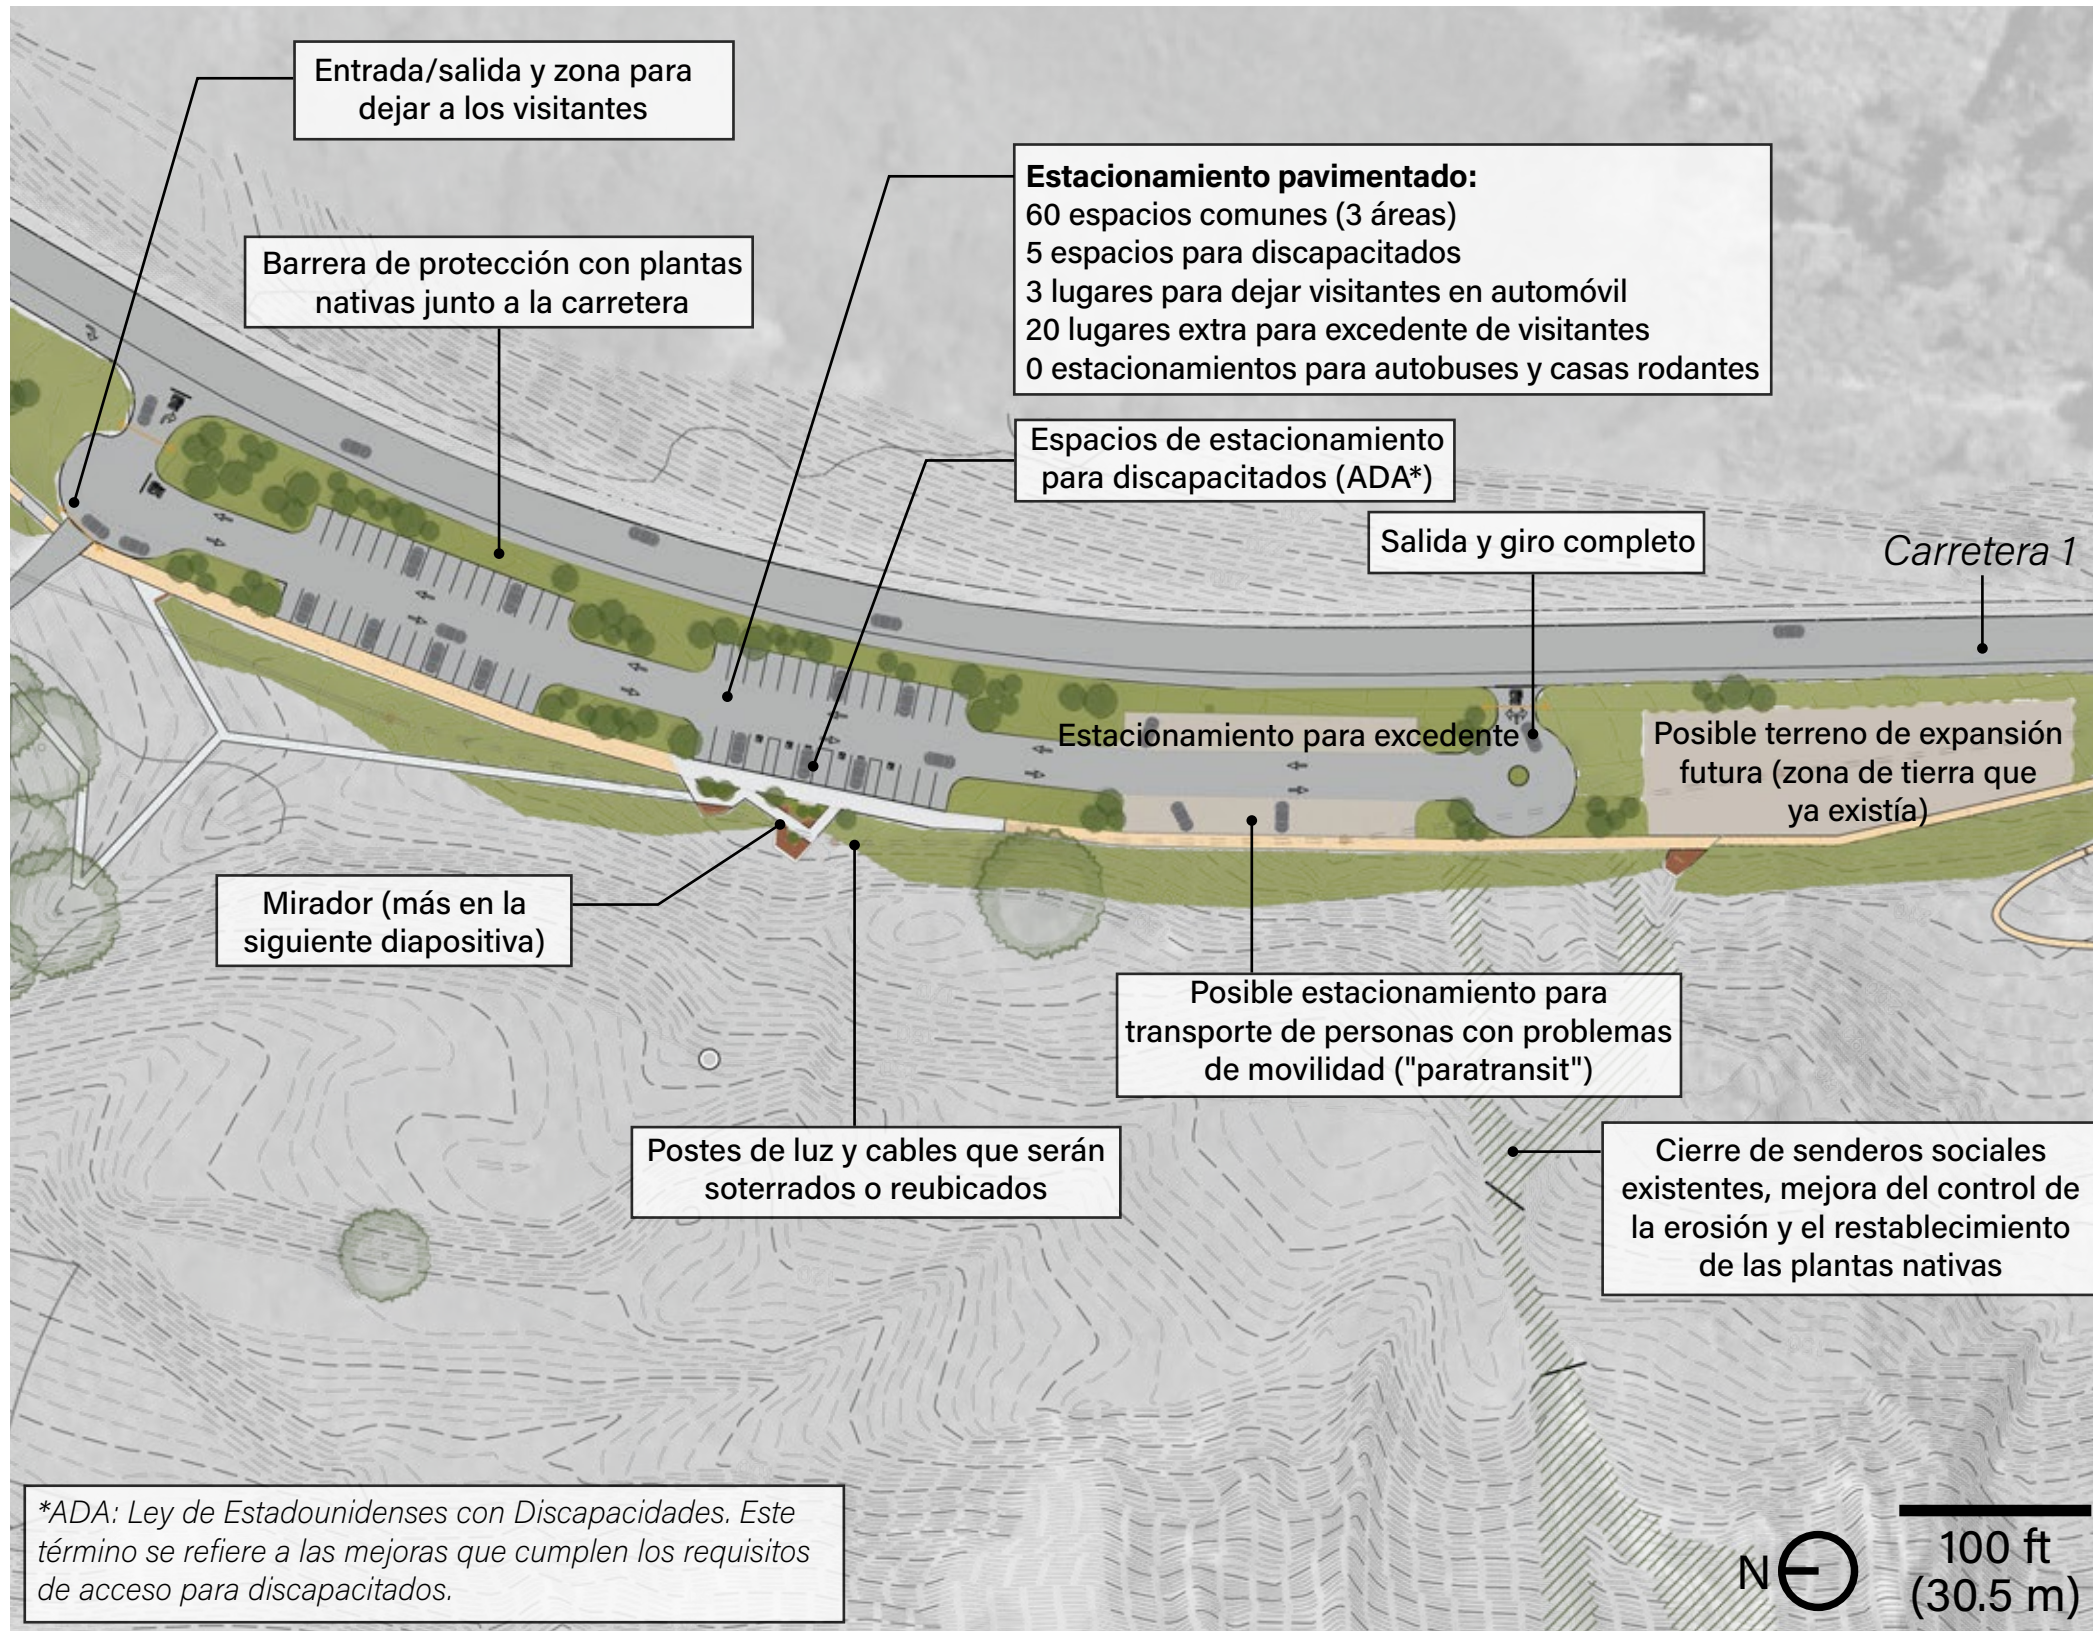 Entrada/salida y zona para
dejar a los visitantes
Barrera de protección con plantas
nativas junto a la carretera
Estacionamiento pavimentado:
60 espacios comunes (3 áreas)
5 espacios para discapacitados
3 lugares para dejar visitantes en automóvil
20 lugares extra para excedente de visitantes
0 estacionamientos para autobuses y casas rodantes
Espacios de estacionamiento
para discapacitados (ADA*)
Salida y giro completo
Carretera 1
Estacionamiento para excedente
Posible terreno de expansión
futura (zona de tierra que
ya existía)
Mirador (más en la
siguiente diapositiva)
Posible estacionamiento para
transporte de personas con problemas
de movilidad ("paratransit")
Postes de luz y cables que serán
soterrados o reubicados
Cierre de senderos sociales
existentes, mejora del control de
la erosión y el restablecimiento
de las plantas nativas
*ADA: Ley de Estadounidenses con Discapacidades. Este
término se refiere a las mejoras que cumplen los requisitos
de acceso para discapacitados.
N
100 ft
(30.5 m)